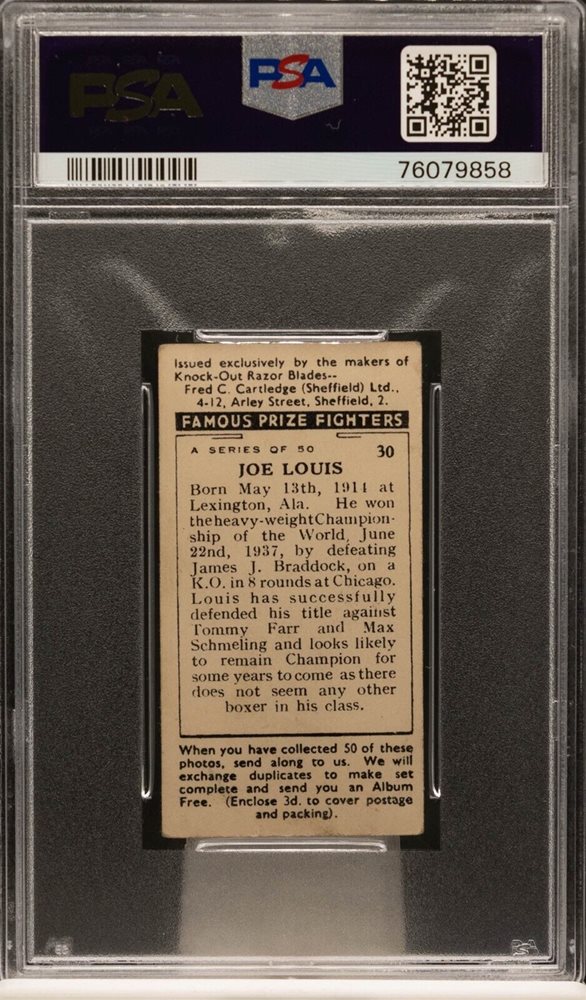 PSA
PSA
76079858
Issued exclusively by the makers of
Knock-Out Razor Blades--
Fred C. Cartledge (Sheffield) Ltd.,
4-12, Arley Street, Sheffield, 2.
FAMOUS PRIZE FIGHTERS
A SERIES OF 50 30
JOE LOUIS
Born May 13th, 1914 at
Lexington, Ala. He won
the heavy-weight Champion-
ship of the World, June
22nd, 1937, by defeating
James J. Braddock, on a
K.O. in 8 rounds at Chicago.
Louis has successfully
defended his title against
Tommy Farr and Max
Schmeling and looks likely
to remain Champion for
some years to come as there
does not seem any other
boxer in his class.
When you have collected 50 of these
photos, send along to us. We will
exchange duplicates to make set
complete and send you an Album
Free. (Enclose 3d. to cover postage
and packing).
PSA